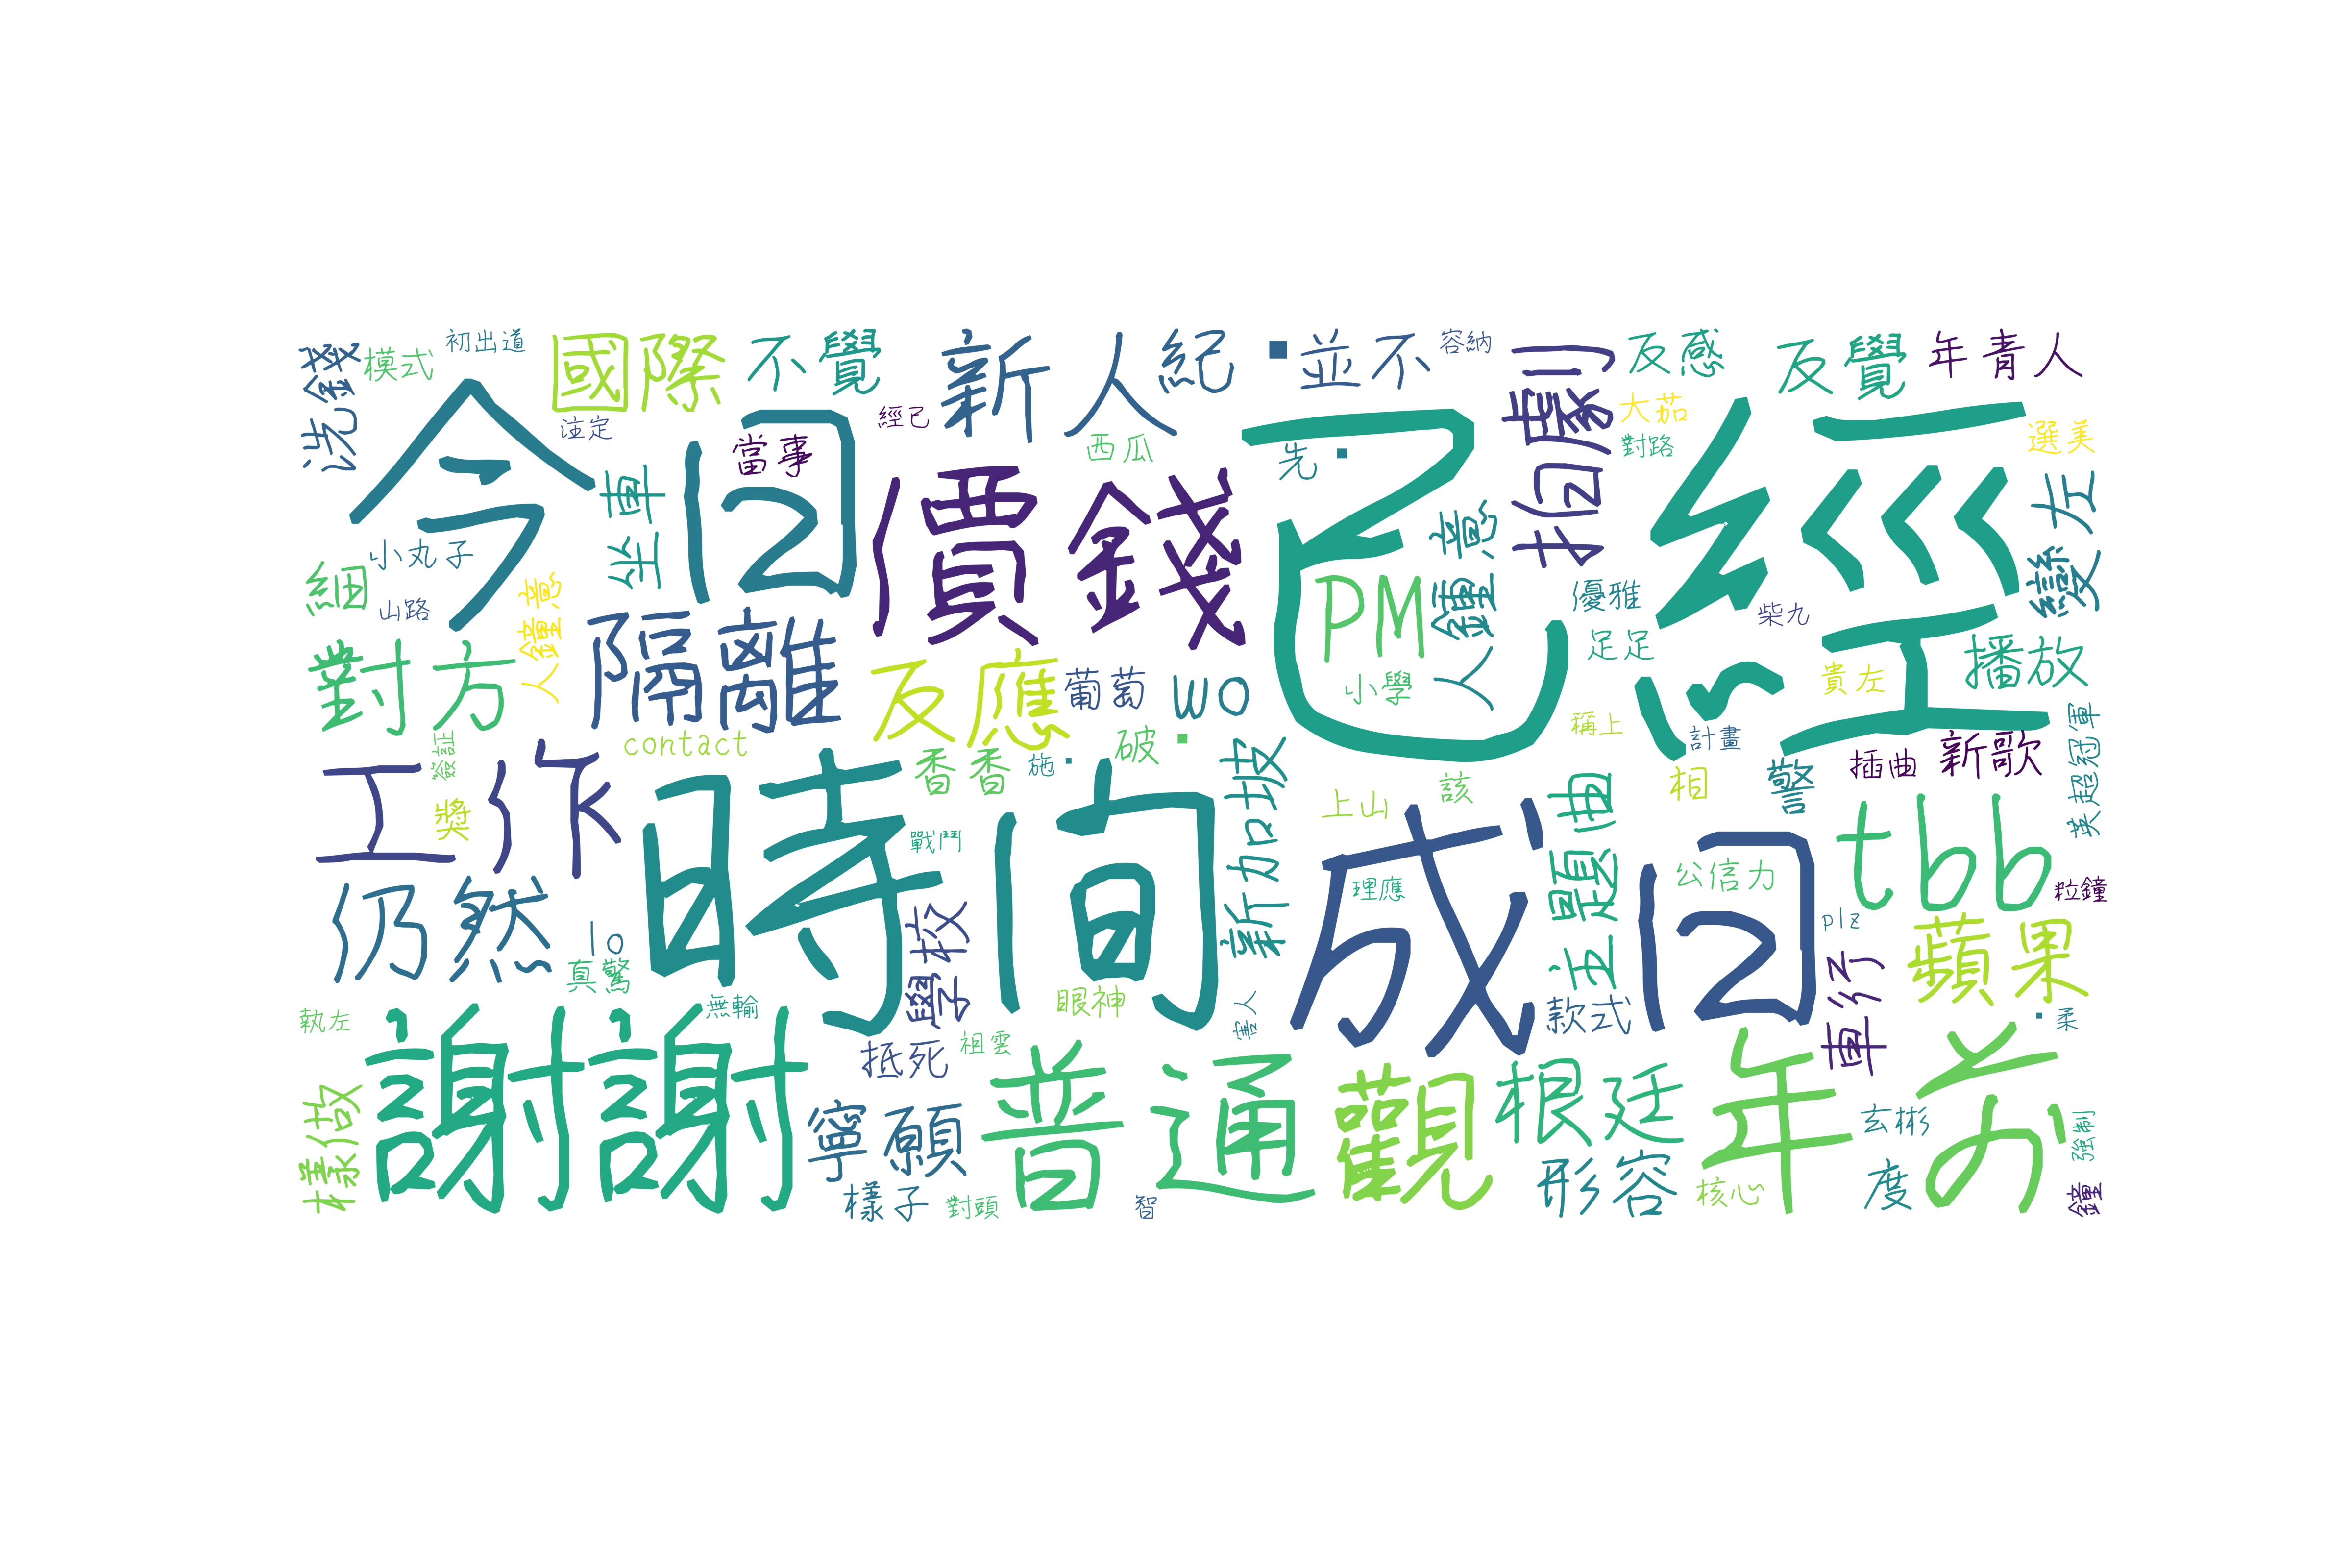 洗錢
模式
初出道
國際
不覺
新人
紀
並不
容納
拍劇
反感
反覺
年青人
今個
注定
當事
經已
西瓜
先
已經
大茄
對路
選美
坐車
價錢
人鍾意
變左
小丸子
細
山路
人鐘意
PM
優雅
柴九
對方
隔離
反應
葡萄
wo
小學
足足
貴左
播放
contact
簽証
香香
施
破
稱上
計畫
插曲
新歌
英超冠軍
工作
獎
時間
新加坡
上山
該
主題曲
相
警
戰鬥
成個
理應
公信力
tbb
粒鐘
仍然
lo
真驚
學校
眼神
害人
款式
plz
車行
蘋果
執左
無輸
柔
謝謝
抵死
祖雲
普通
觀
根廷
年前
玄彬
強制
樣做
寧願
形容
樣子
對頭
智
核心
度
鐘